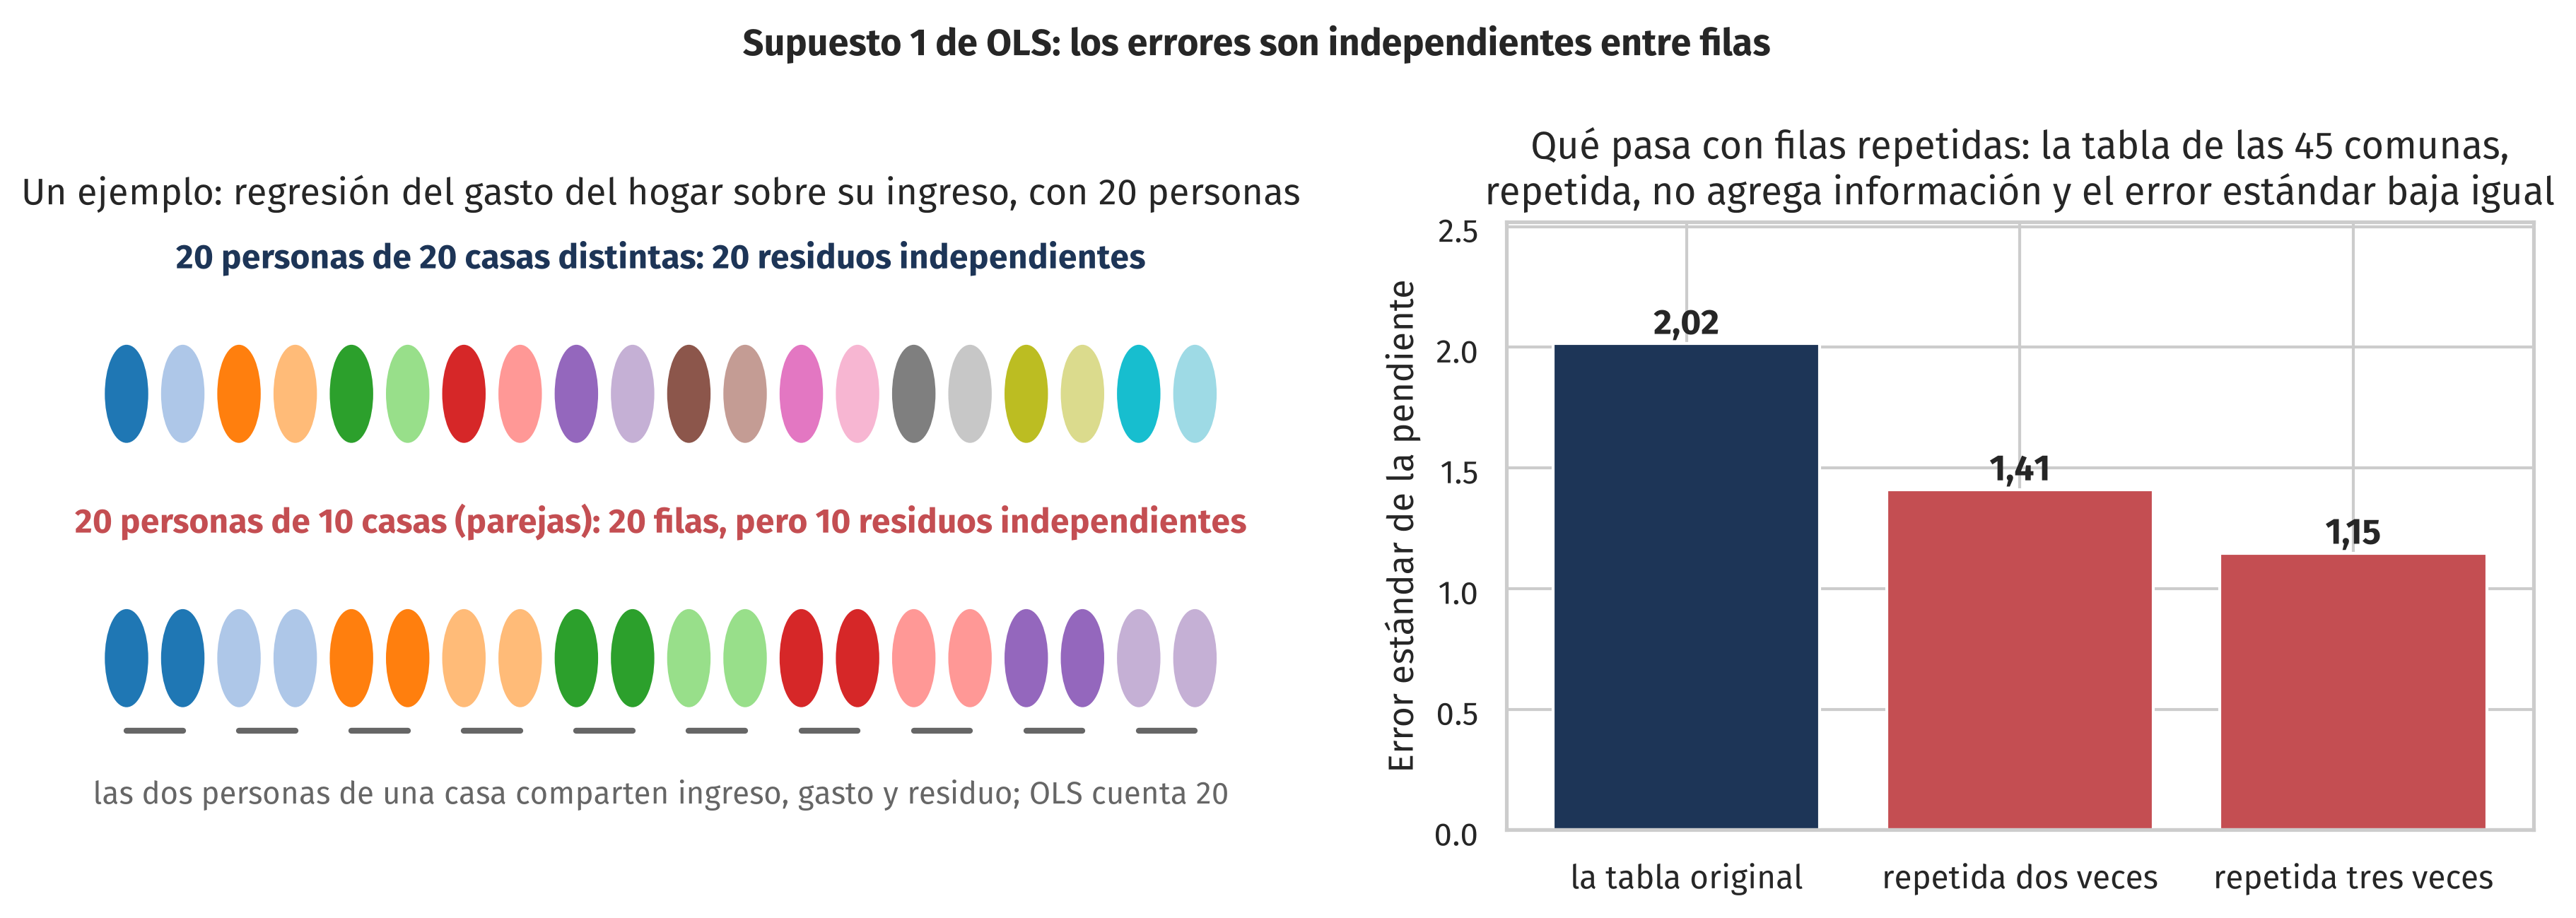 Supuesto 1 de OLS: los errores son independientes entre filas
Un ejemplo: regresión del gasto del hogar sobre su ingreso, con 20 personas
20 personas de 20 casas distintas: 20 residuos independientes
20 personas de 10 casas (parejas): 20 filas, pero 10 residuos independientes
las dos personas de una casa comparten ingreso, gasto y residuo; OLS cuenta 20
Qué pasa con filas repetidas: la tabla de las 45 comunas,
repetida, no agrega información y el error estándar baja igual
Error estándar de la pendiente
2.5
2.0
1.5
1.0
0.5
0.0
2,02
1,41
1,15
la tabla original
repetida dos veces
repetida tres veces